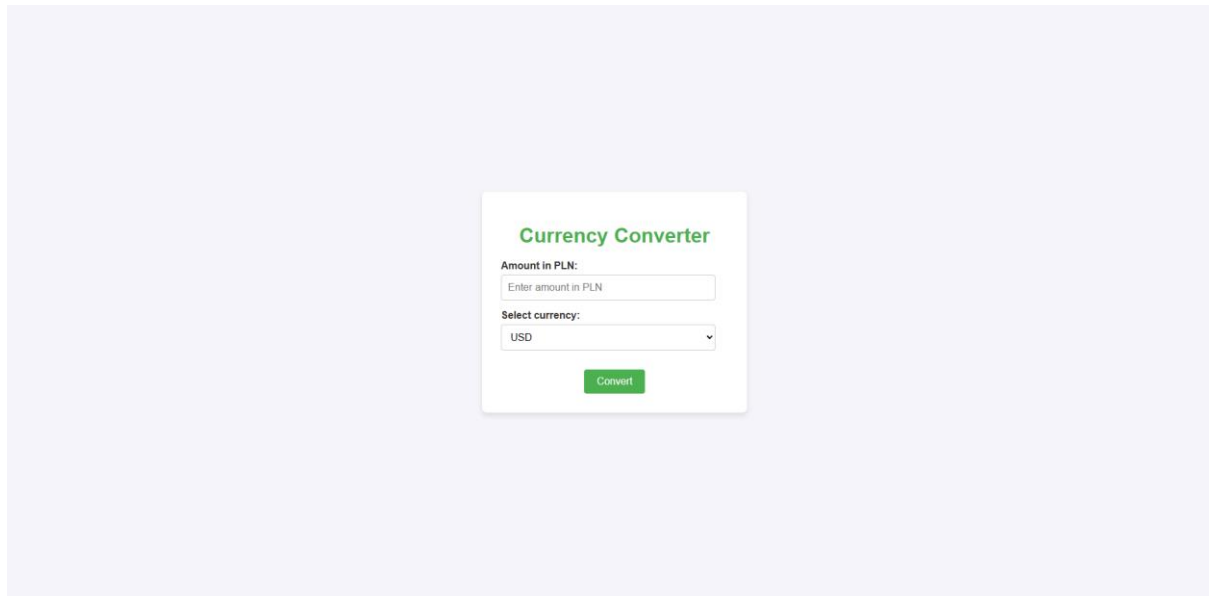 Currency Converter
Amount in PLN:
Enter amount in PLN
Select currency:
USD
Convert